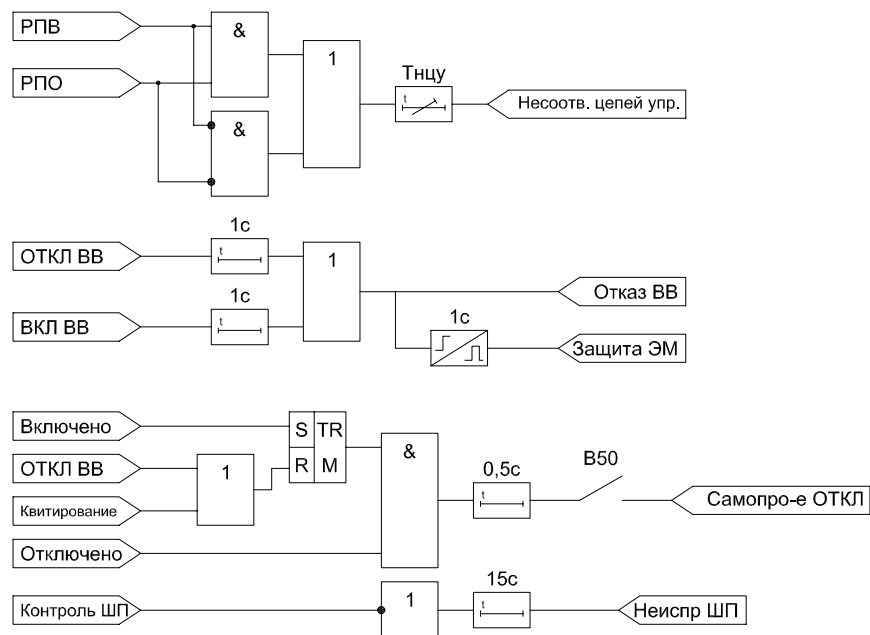 РПВ
&
1
РПО
Тнцу
t
Несоотв. цепей упр.
&
ОТКЛ ВВ
1с
t
1
Отказ ВВ
ВКЛ ВВ
1с
t
1с
Защита ЭМ
Включено
S TR
R M
&
ОТКЛ ВВ
1
0,5с
t
В50
Самопро-е ОТКЛ
Квитирование
Отключено
Контроль ШП
1
15с
t
Неиспр ШП